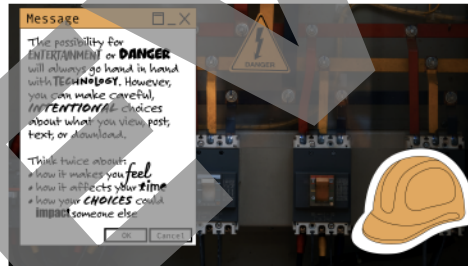 Message
The possibility for
ENTERTAINMENT or DANGER
will always go hand in hand
with TECHNOLOGY. However,
you can make careful,
INTENTIONAL choices
about what you view, post,
text, or download.
Think twice about:
• how it makes you feel
• how it affects your time
• how your CHOICES could
impact someone else
OK Cancel
DANGER